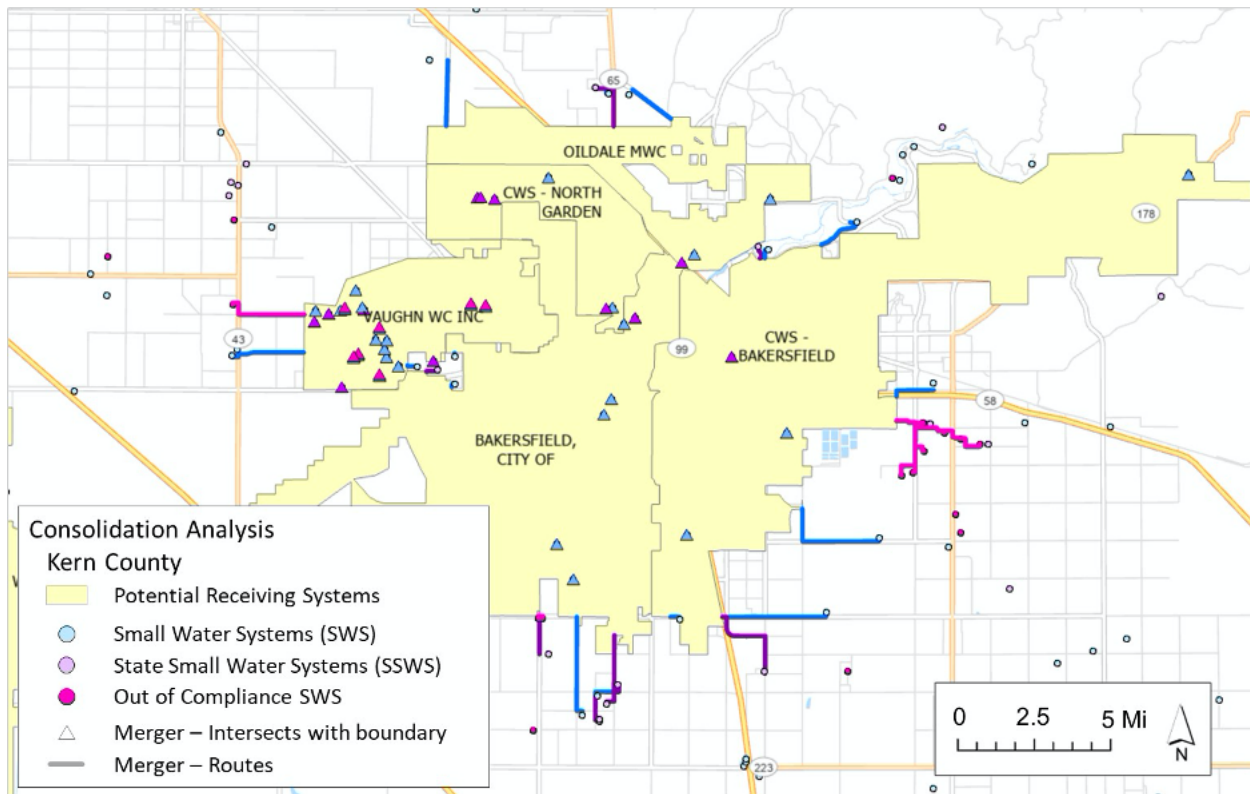 65
OILDALE MWC
CWS - NORTH
GARDEN
178
VAUGHN WC INC
43
99
CWS -
BAKERSFIELD
58
BAKERSFIELD,
CITY OF
Consolidation Analysis
Kern County
Potential Receiving Systems
Small Water Systems (SWS)
State Small Water Systems (SSWS)
Out of Compliance SWS
Merger – Intersects with boundary
Merger – Routes
0 2.5 5 Mi
N
223